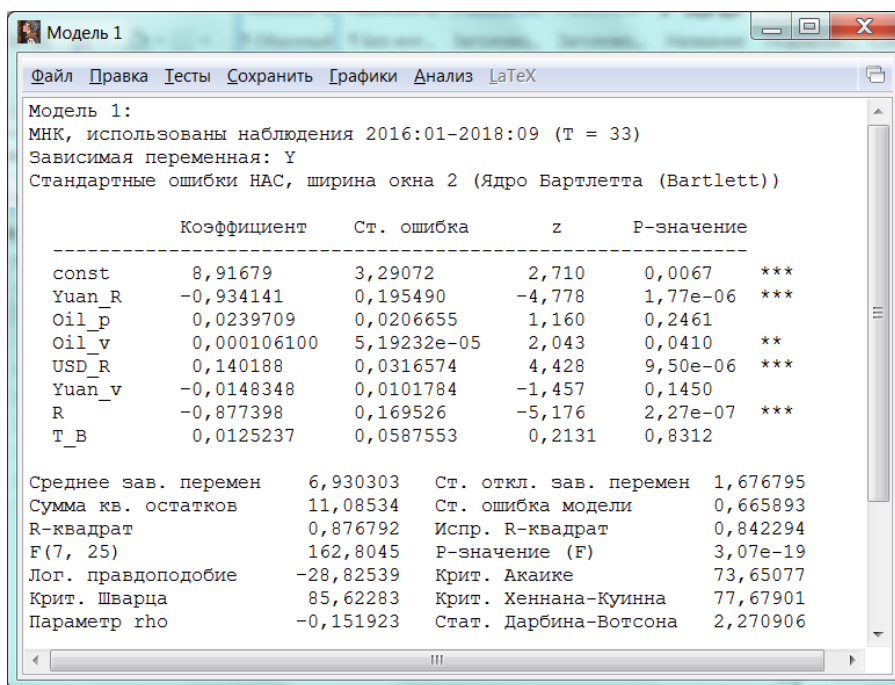 Модель 1
Файл Правка Тесты Сохранить Графики Анализ LaTeX
Модель 1:
МНК, использованы наблюдения 2016:01-2018:09 (T = 33)
Зависимая переменная: Y
Стандартные ошибки HAC, ширина окна 2 (Ядро Бартлетта (Bartlett))
Коэффициент Ст. ошибка z P-значение
const 8,91679 3,29072 2,710 0,0067 ***
Yuan_R −0,934141 0,195490 −4,778 1,77e-06 ***
Oil_p 0,0239709 0,0206655 1,160 0,2461
Oil_v 0,000106100 5,19232e-05 2,043 0,0410 **
USD_R 0,140188 0,0316574 4,428 9,50e-06 ***
Yuan_v −0,0148348 0,0101784 −1,457 0,1450
R −0,877398 0,169526 −5,176 2,27e-07 ***
T_B 0,0125237 0,0587553 0,2131 0,8312
Среднее зав. перемен 6,930303 Ст. откл. зав. перемен 1,676795
Сумма кв. остатков 11,08534 Ст. ошибка модели 0,665893
R-квадрат 0,876792 Испр. R-квадрат 0,842294
F(7, 25) 162,8045 P-значение (F) 3,07e-19
Лог. правдоподобие −28,82539 Крит. Акаике 73,65077
Крит. Шварца 85,62283 Крит. Хеннана-Куинна 77,67901
Параметр rho −0,151923 Стат. Дарбина-Вотсона 2,270906